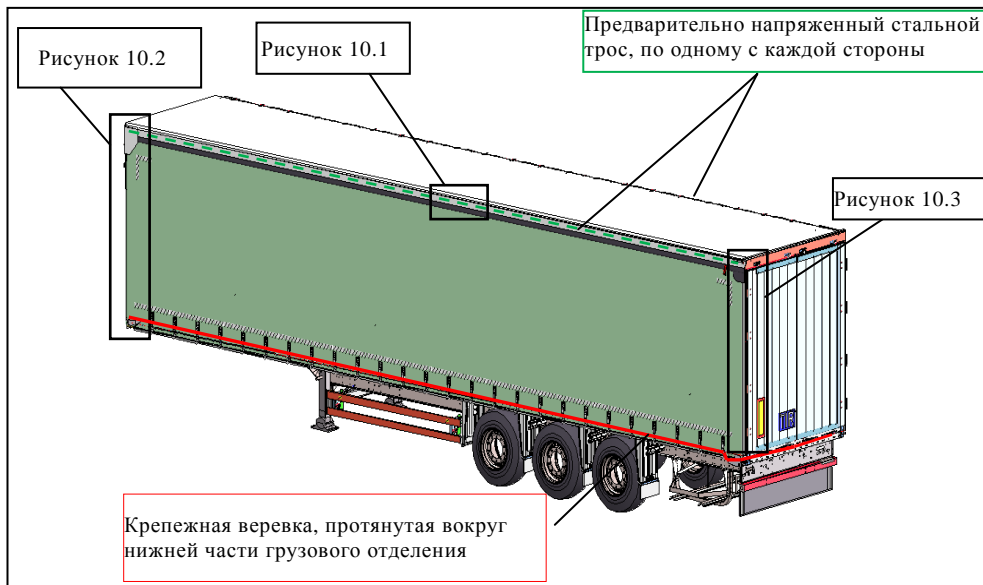 Предварительно напряженный стальной
трос, по одному с каждой стороны
Рисунок 10.2
Рисунок 10.1
Рисунок 10.3
Крепежная веревка, протянутая вокруг
нижней части грузового отделения